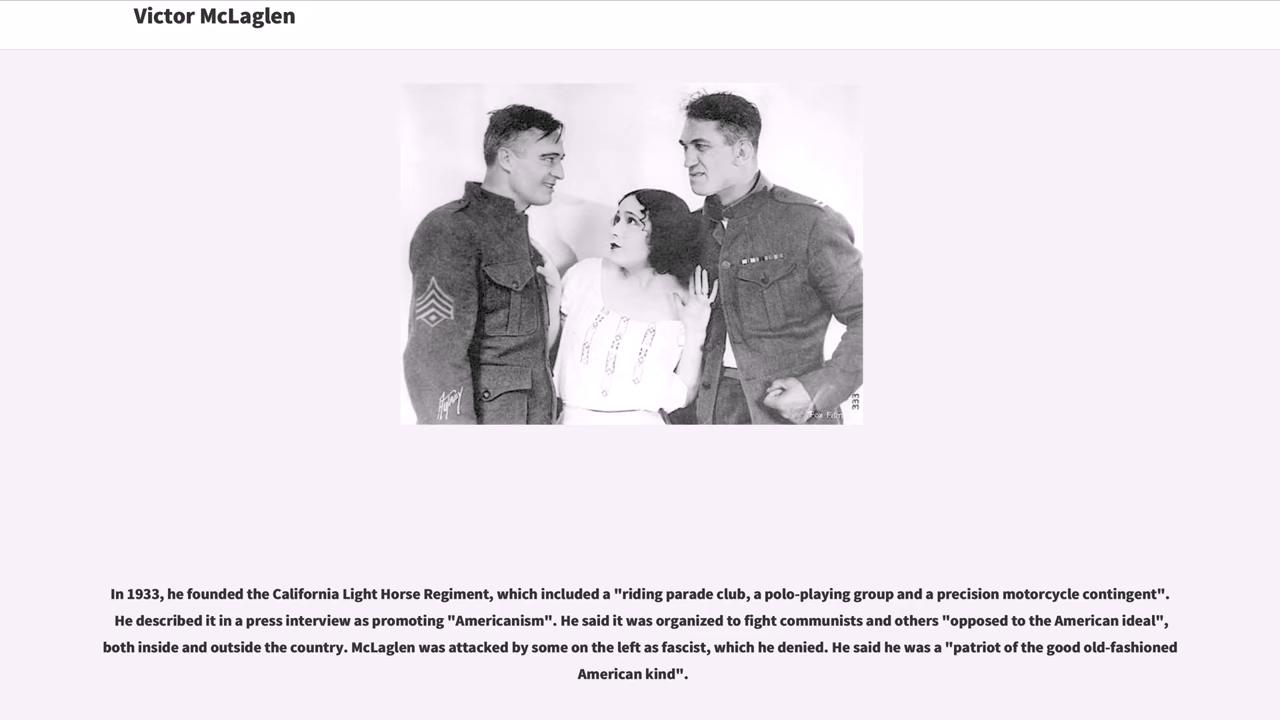 Victor McLaglen
Fox Film
333
In 1933, he founded the California Light Horse Regiment, which included a "riding parade club, a polo-playing group and a precision motorcycle contingent".
He described it in a press interview as promoting "Americanism". He said it was organized to fight communists and others "opposed to the American ideal",
both inside and outside the country. McLaglen was attacked by some on the left as fascist, which he denied. He said he was a "patriot of the good old-fashioned
American kind".